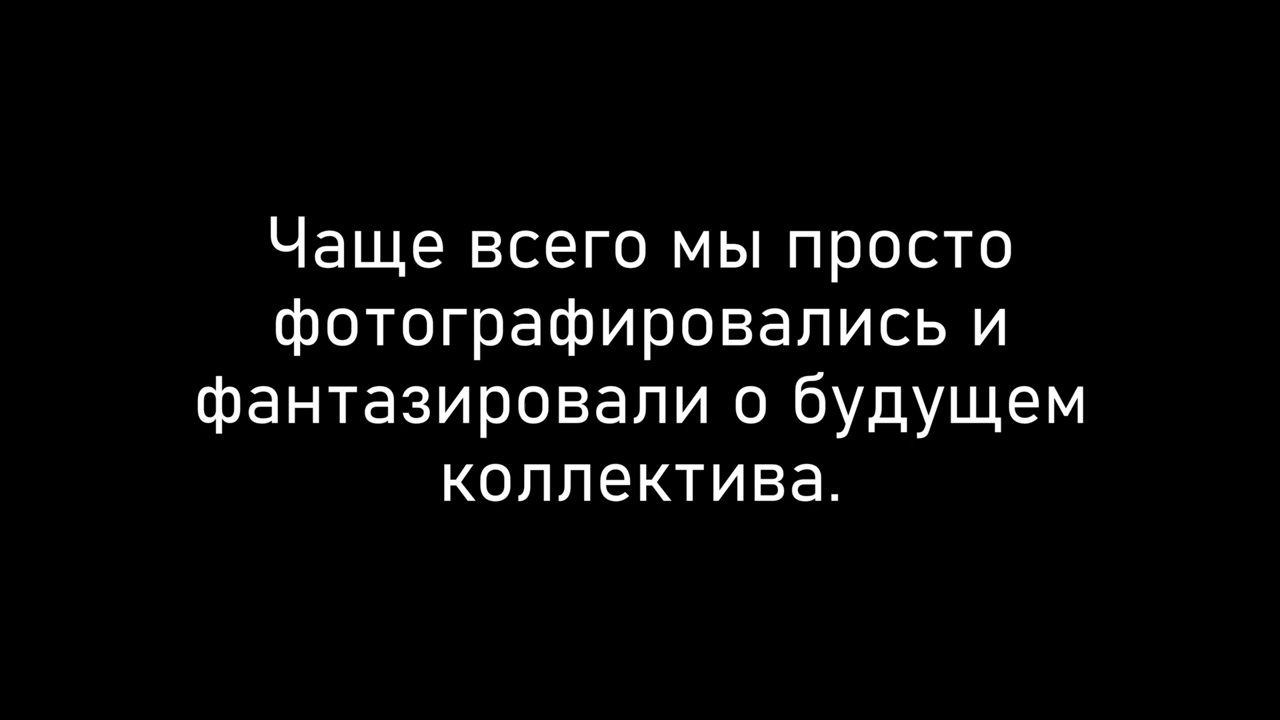 Чаще всего мы просто
фотографировались и
фантазировали о будущем
коллектива.